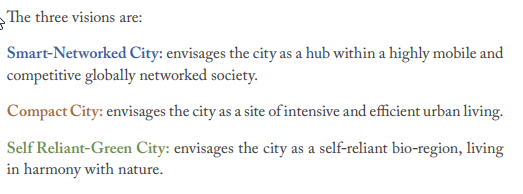 The three visions are:
Smart-Networked City: envisages the city as a hub within a highly mobile and
competitive globally networked society.
Compact City: envisages the city as a site of intensive and efficient urban living.
Self Reliant-Green City: envisages the city as a self-reliant bio-region, living
in harmony with nature.